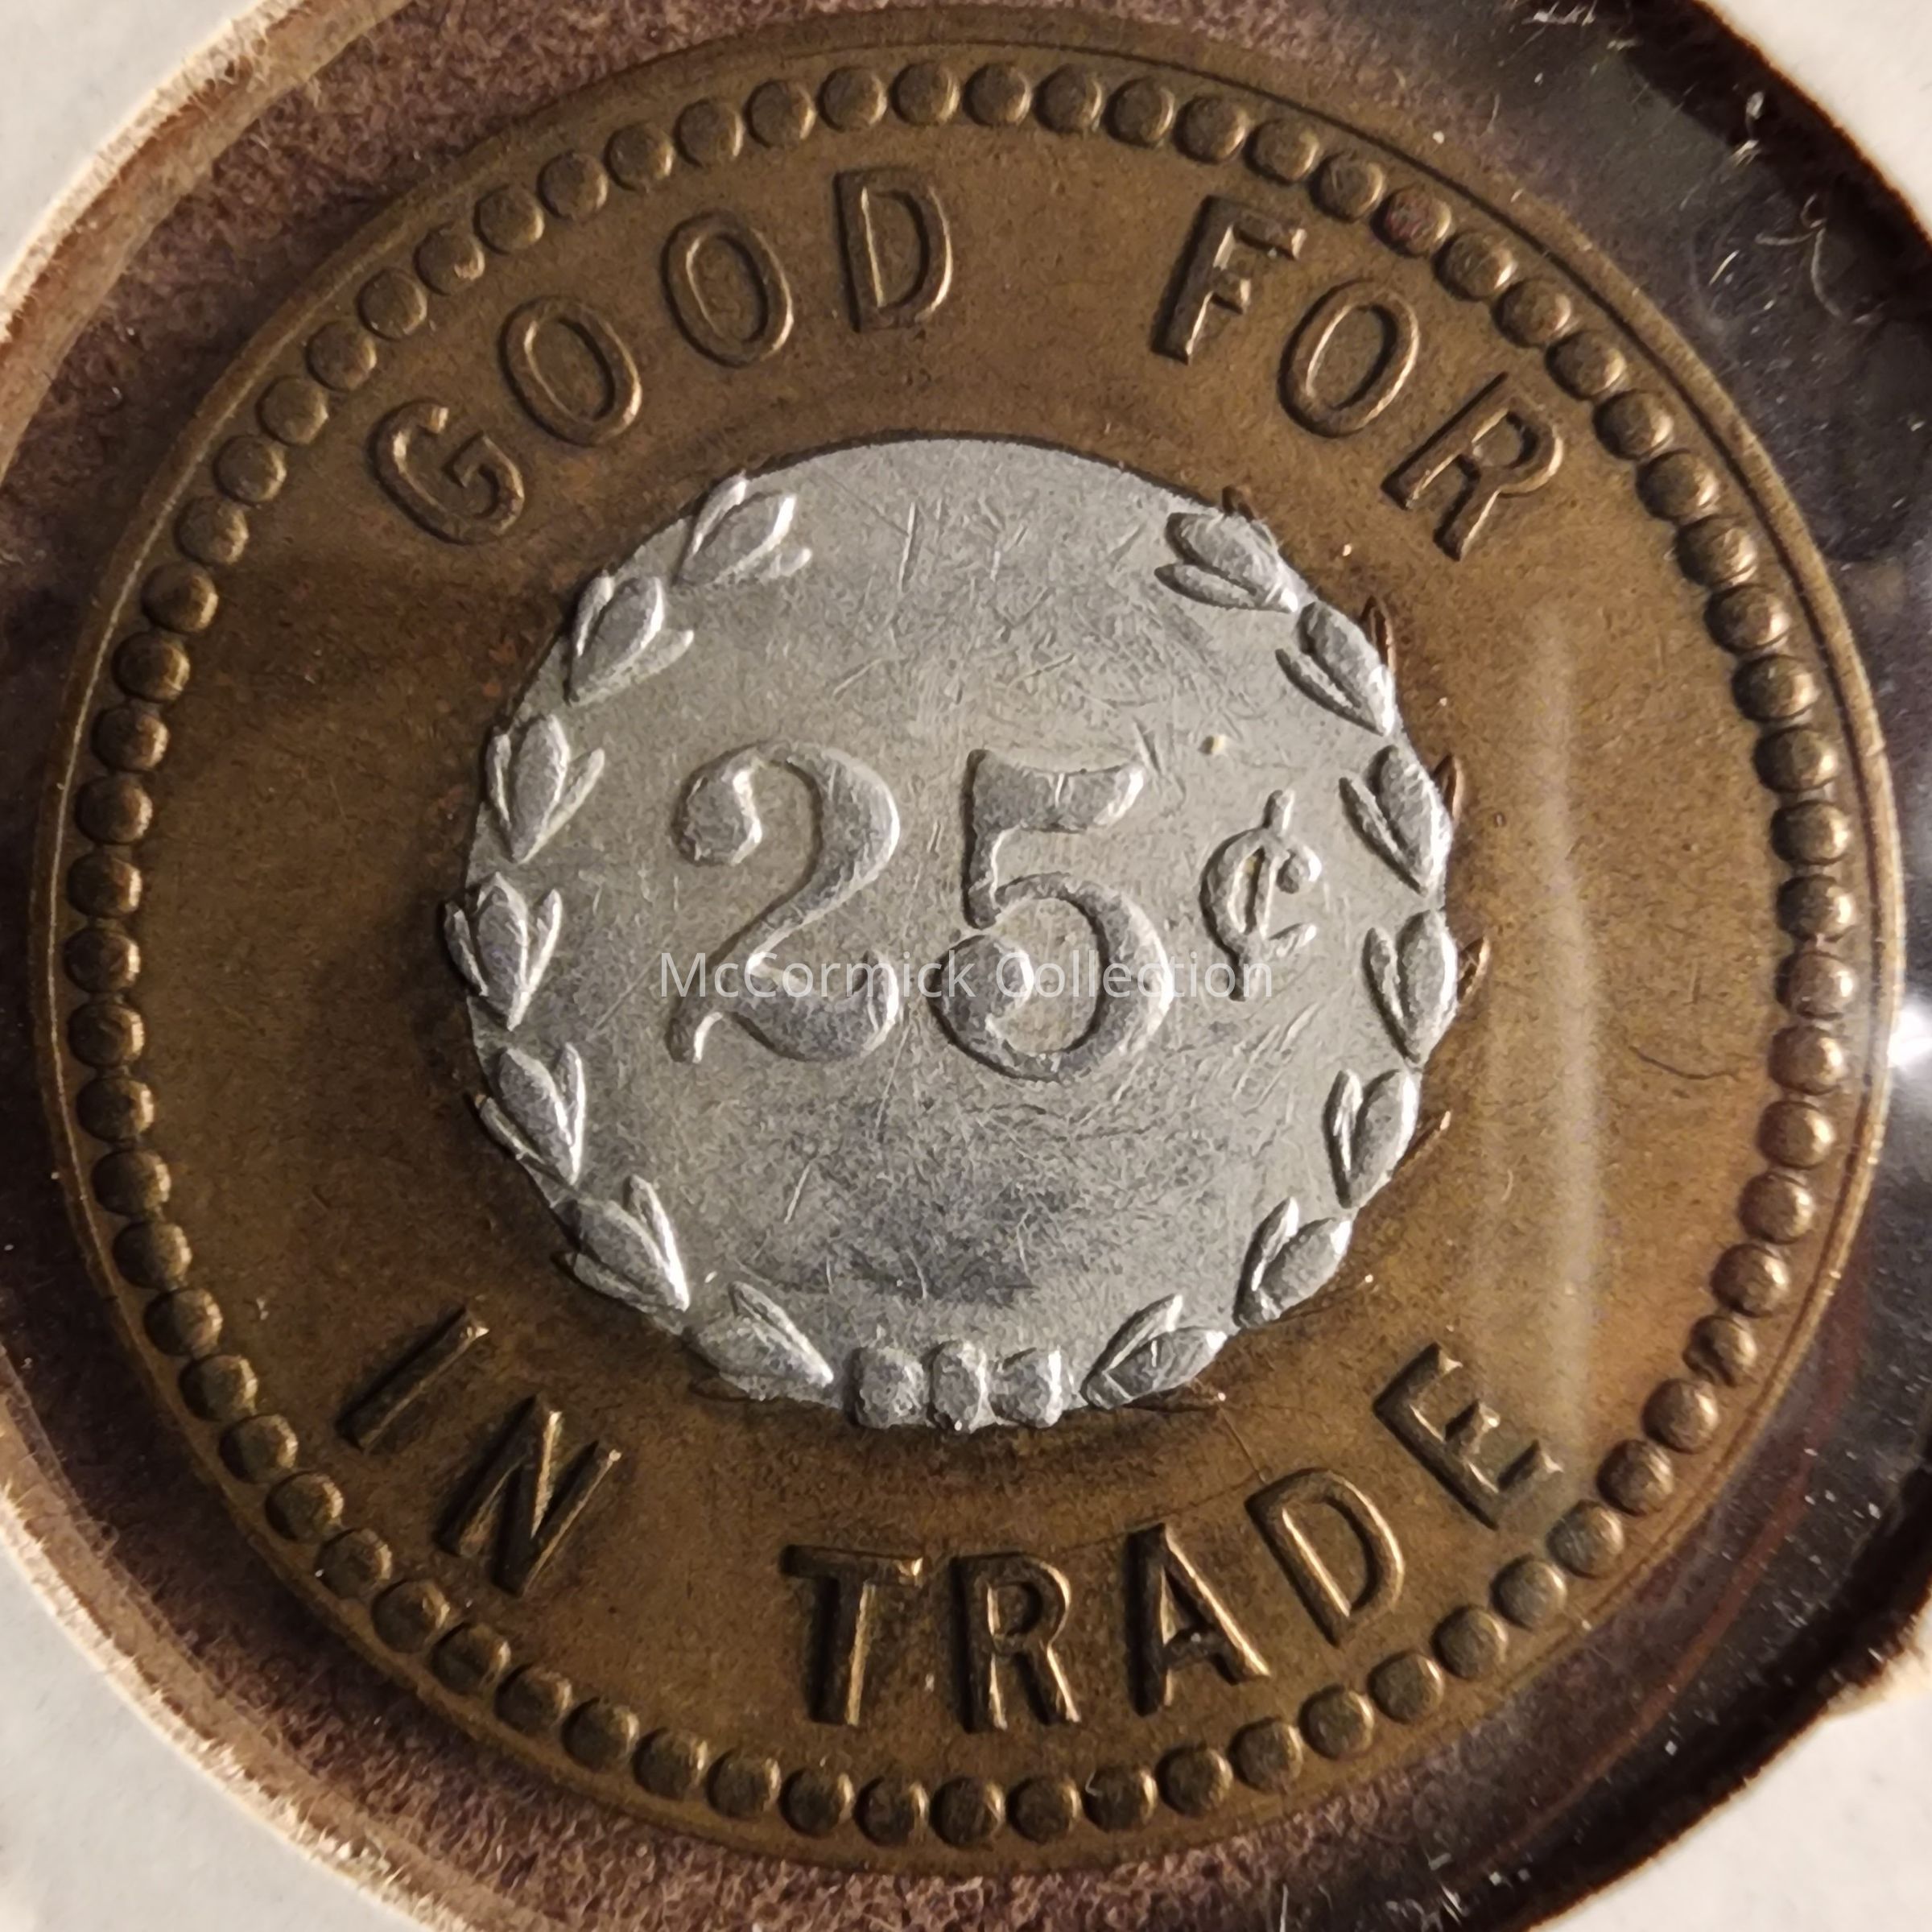 GOOD FOR
25¢
McCormick Collection
IN TRADE